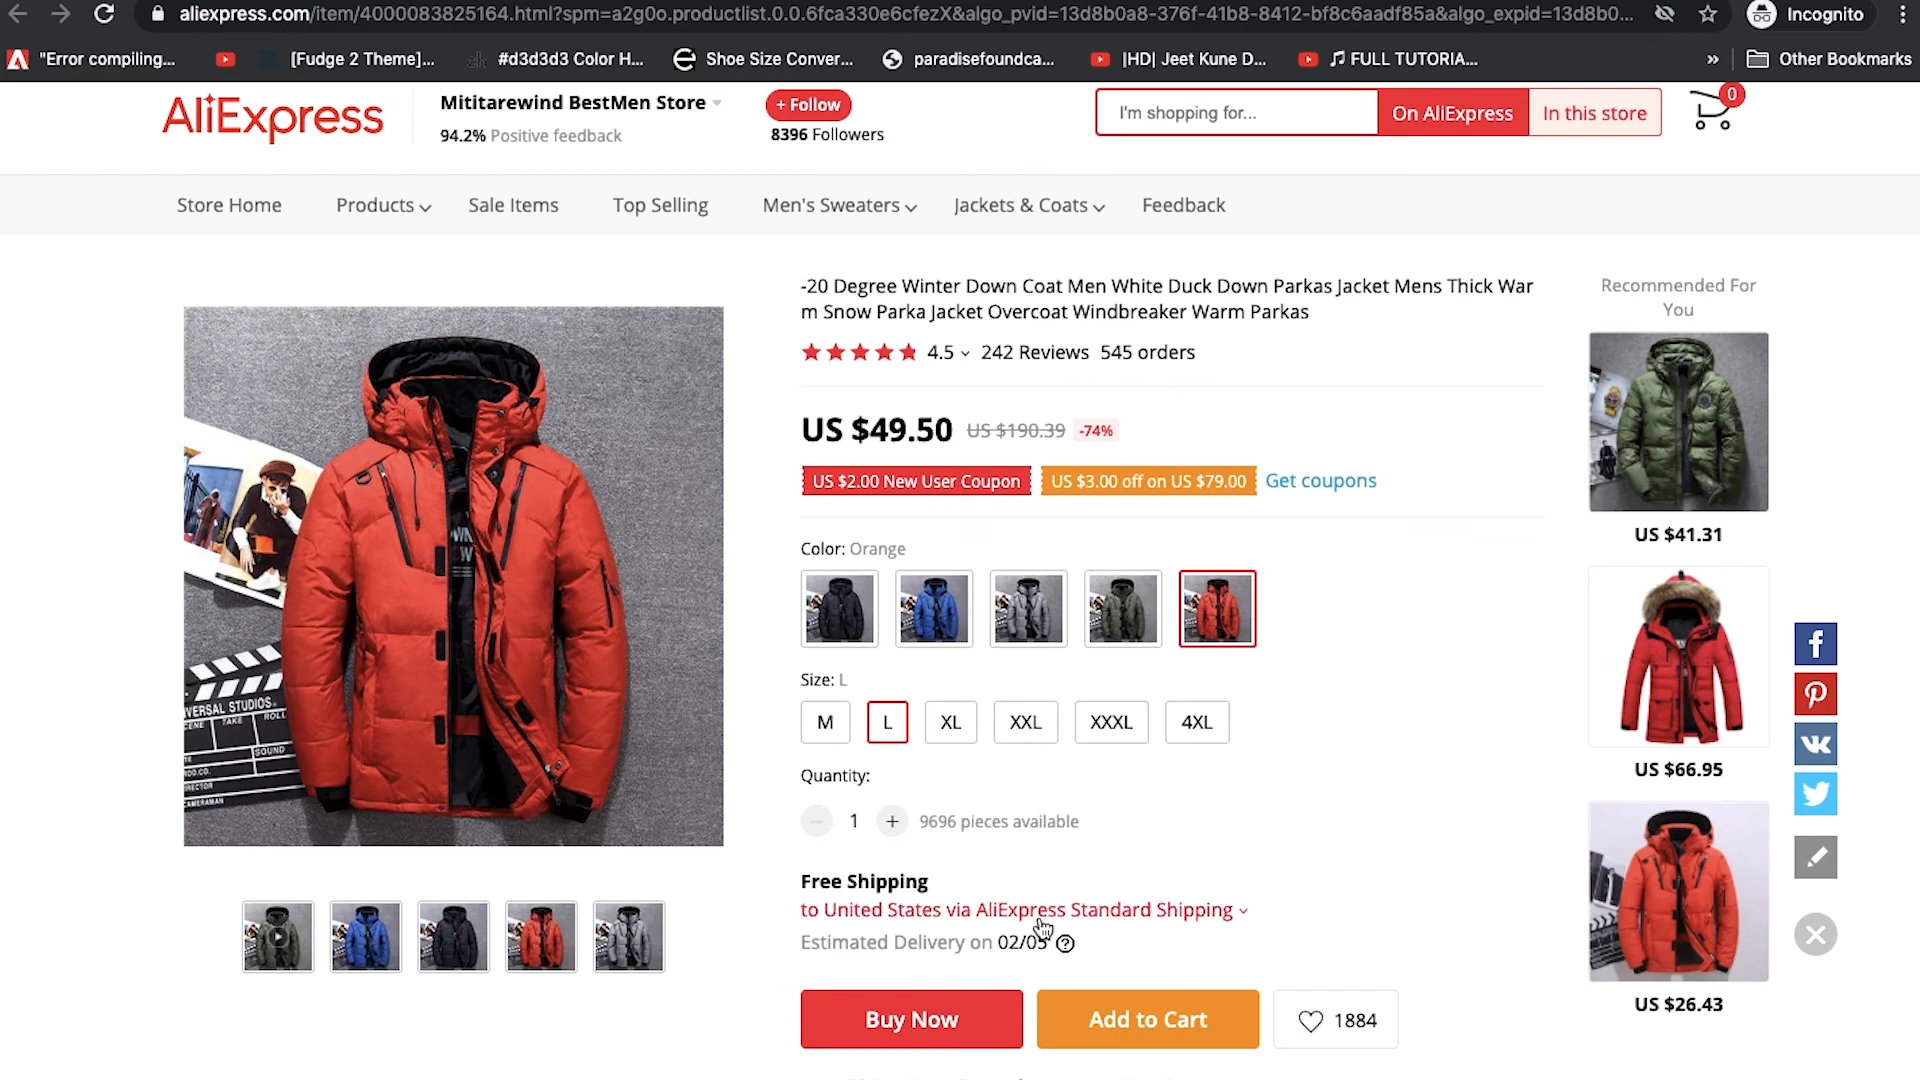 aliexpress.com/item/4000083825164.html?spm=a2g0o.productlist.0.0.6fca330e6cfezX&algo_pvid=13d8b0a8-376f-41b8-8412-bf8c6aadf85a&algo_expid=13d8b0...
Incognito
"Error compiling...
[Fudge 2 Theme]...
#d3d3d3 Color H...
Shoe Size Conver...
paradisefoundca...
|HD| Jeet Kune D...
🎵 FULL TUTORIA...
»
Other Bookmarks
AliExpress
Mititarewind BestMen Store
94.2% Positive feedback
+ Follow
8396 Followers
I'm shopping for...
On AliExpress
In this store
0
Store Home
Products
Sale Items
Top Selling
Men's Sweaters
Jackets & Coats
Feedback
-20 Degree Winter Down Coat Men White Duck Down Parkas Jacket Mens Thick War
m Snow Parka Jacket Overcoat Windbreaker Warm Parkas
4.5 242 Reviews 545 orders
US $49.50 US $190.39 -74%
US $2.00 New User Coupon
US $3.00 off on US $79.00
Get coupons
Color: Orange
Size: L
M
L
XL
XXL
XXXL
4XL
Quantity:
1
+
9696 pieces available
Free Shipping
to United States via AliExpress Standard Shipping
Estimated Delivery on 02/05
Buy Now
Add to Cart
1884
VERSAL STUDIOS
SCENE TAKE ROLL
SOUND
DIRECTOR
CAMERAMAN
Recommended For
You
US $41.31
US $66.95
US $26.43